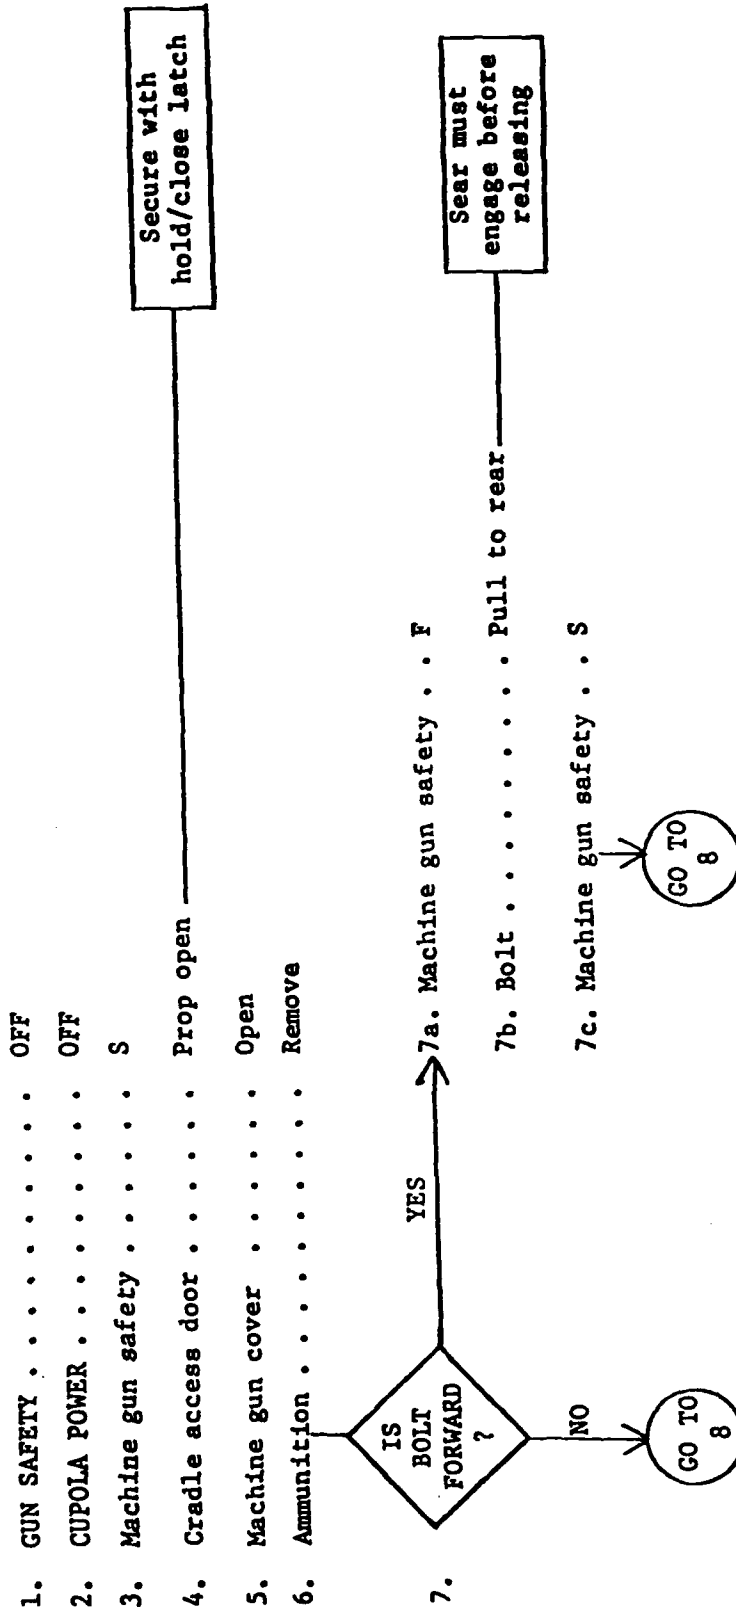 1. GUN SAFETY . . . . . . . . . . . . OFF
2. CUPOLA POWER . . . . . . . . . . OFF
3. Machine gun safety . . . . . . . S
4. Cradle access door . . . . . . . . Prop open
Secure with
hold/close latch
5. Machine gun cover . . . . . . . Open
6. Ammunition . . . . . . . . . . . . Remove
7.
IS
BOLT
FORWARD
?
YES
7a. Machine gun safety . . F
7b. Bolt . . . . . . . . . . Pull to rear
Sear must
engage before
releasing
7c. Machine gun safety . . S
GO TO
8
NO
GO TO
8